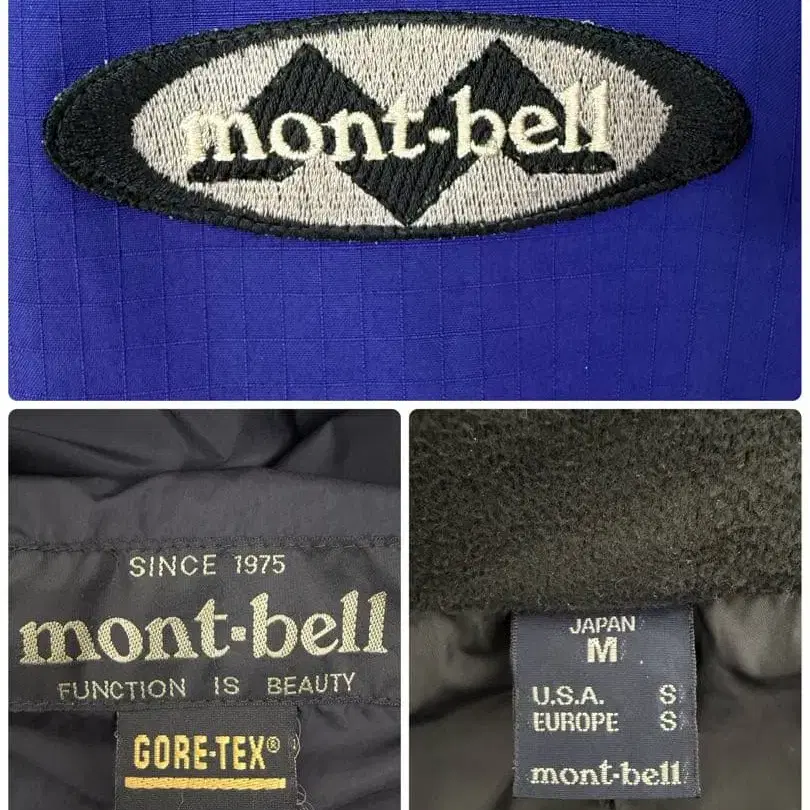 mont-bell
SINCE 1975
mont-bell
FUNCTION IS BEAUTY
GORE-TEX®
JAPAN
M
U.S.A. S
EUROPE S
mont-bell